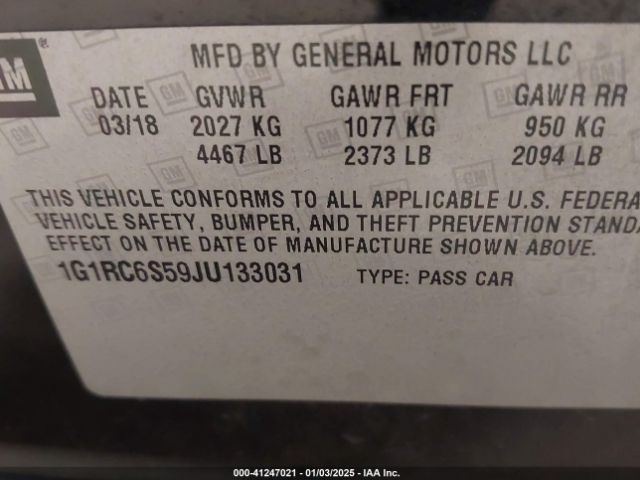 GM ®
MFD BY GENERAL MOTORS LLC
DATE GVWR GAWR FRT GAWR RR
03/18 2027 KG 1077 KG 950 KG
4467 LB 2373 LB 2094 LB
THIS VEHICLE CONFORMS TO ALL APPLICABLE U.S. FEDERA
VEHICLE SAFETY, BUMPER, AND THEFT PREVENTION STANDA
EFFECT ON THE DATE OF MANUFACTURE SHOWN ABOVE.
1G1RC6S59JU133031 TYPE: PASS CAR
000-41247021 - 01/03/2025 - IAA Inc.